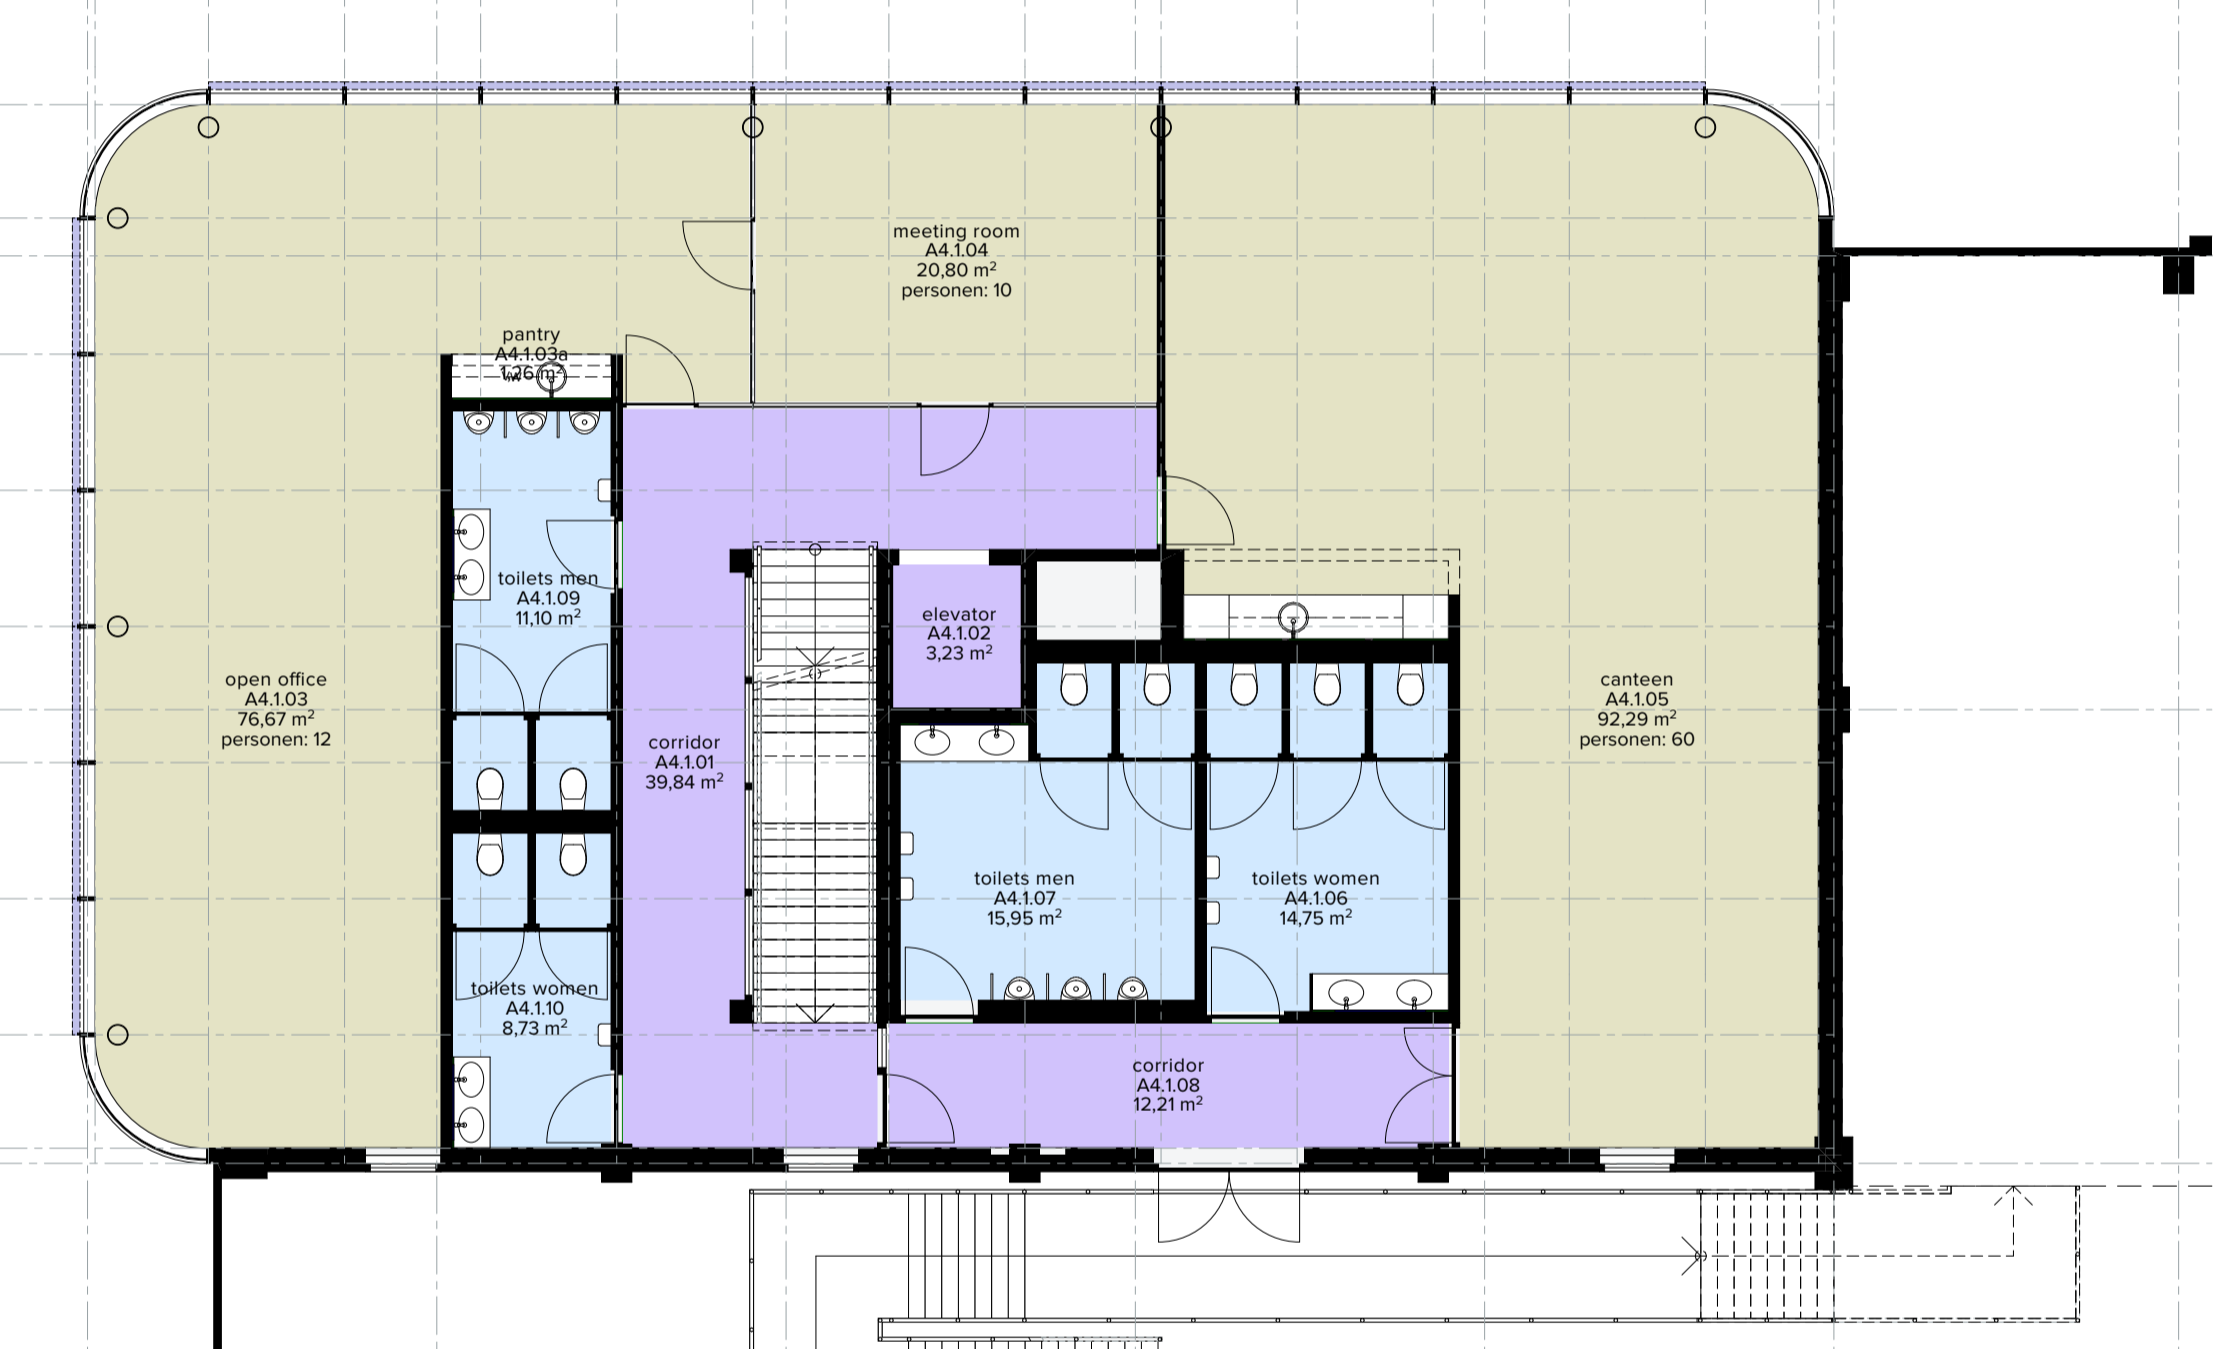 meeting room
A4.1.04
20,80 m²
personen: 10
pantry
A4.1.03a
1,26 m²
toilets men
A4.1.09
11,10 m²
elevator
A4.1.02
3,23 m²
open office
A4.1.03
76,67 m²
personen: 12
canteen
A4.1.05
92,29 m²
personen: 60
corridor
A4.1.01
39,84 m²
toilets men
A4.1.07
15,95 m²
toilets women
A4.1.06
14,75 m²
toilets women
A4.1.10
8,73 m²
corridor
A4.1.08
12,21 m²